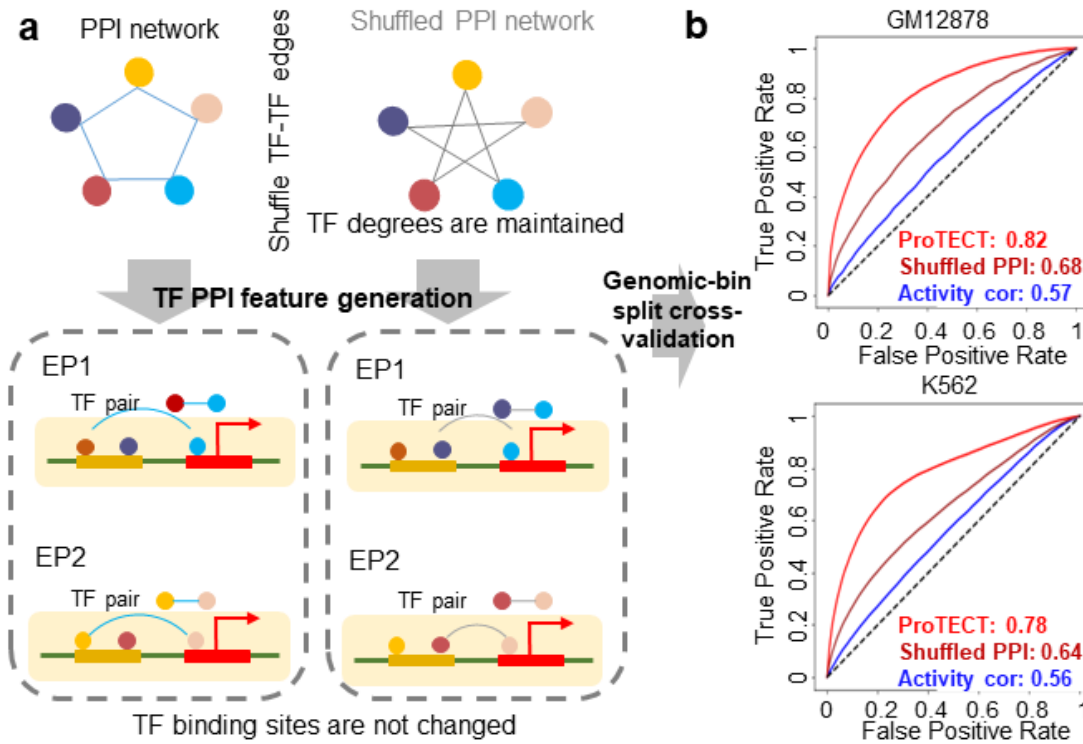 a
PPI network
Shuffle TF-TF edges
Shuffled PPI network
TF degrees are maintained
TF PPI feature generation
EP1
TF pair
EP2
TF pair
EP1
TF pair
EP2
TF pair
TF binding sites are not changed
Genomic-bin
split cross-
validation
b
GM12878
True Positive Rate
0 0.2 0.4 0.6 0.8 1
ProTECT: 0.82
Shuffled PPI: 0.68
Activity cor: 0.57
0 0.2 0.4 0.6 0.8 1
False Positive Rate
K562
True Positive Rate
0 0.2 0.4 0.6 0.8 1
ProTECT: 0.78
Shuffled PPI: 0.64
Activity cor: 0.56
0 0.2 0.4 0.6 0.8 1
False Positive Rate